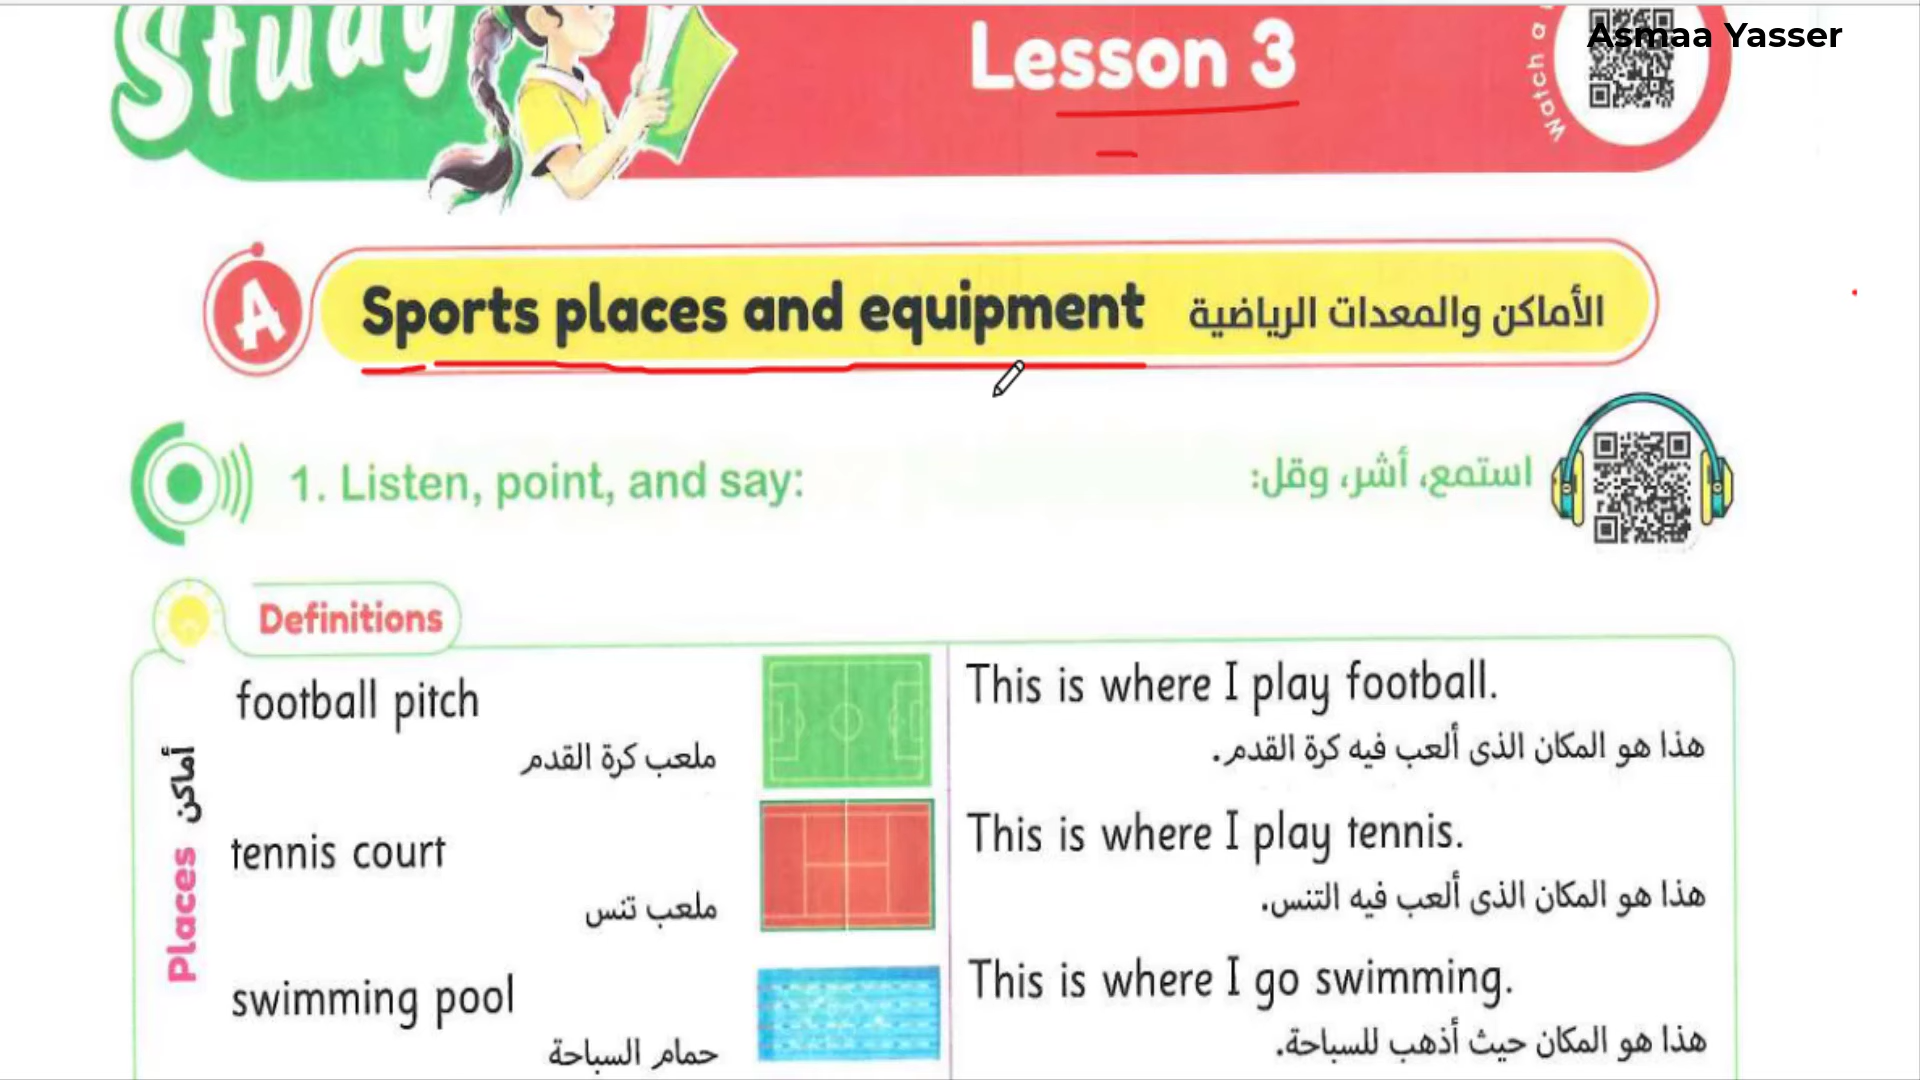 Study
Lesson 3
Watch a
Asmaa Yasser
A
Sports places and equipment الأماكن والمعدات الرياضية
1. Listen, point, and say: استمع، أشر، وقل:
Definitions
Places أماكن
football pitch
ملعب كرة القدم
This is where I play football.
هذا هو المكان الذى ألعب فيه كرة القدم.
tennis court
ملعب تنس
This is where I play tennis.
هذا هو المكان الذى ألعب فيه التنس.
swimming pool
حمام السباحة
This is where I go swimming.
هذا هو المكان حيث أذهب للسباحة.